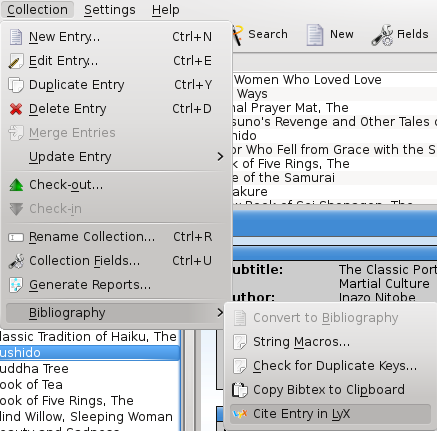 Collection Settings Help
New Entry... Ctrl+N
Edit Entry... Ctrl+E
Duplicate Entry Ctrl+Y
Delete Entry Ctrl+D
Merge Entries
Update Entry
Check-out...
Check-in
Rename Collection... Ctrl+R
Collection Fields... Ctrl+U
Generate Reports...
Bibliography
Search New Fields
Women Who Loved Love
Ways
nal Prayer Mat, The
suno's Revenge and Other Tales
hido
or Who Fell from Grace with the S
k of Five Rings, The
e of the Samurai
akure
Book of Sei Shonagon, The
ubtitle: The Classic Port
Martial Culture
uthor: Inazo Nitobe
Convert to Bibliography
String Macros...
Check for Duplicate Keys...
Copy Bibtex to Clipboard
Cite Entry in LyX
lassic Tradition of Haiku, The
ushido
uddha Tree
ook of Tea
ook of Five Rings, The
lind Willow, Sleeping Woman